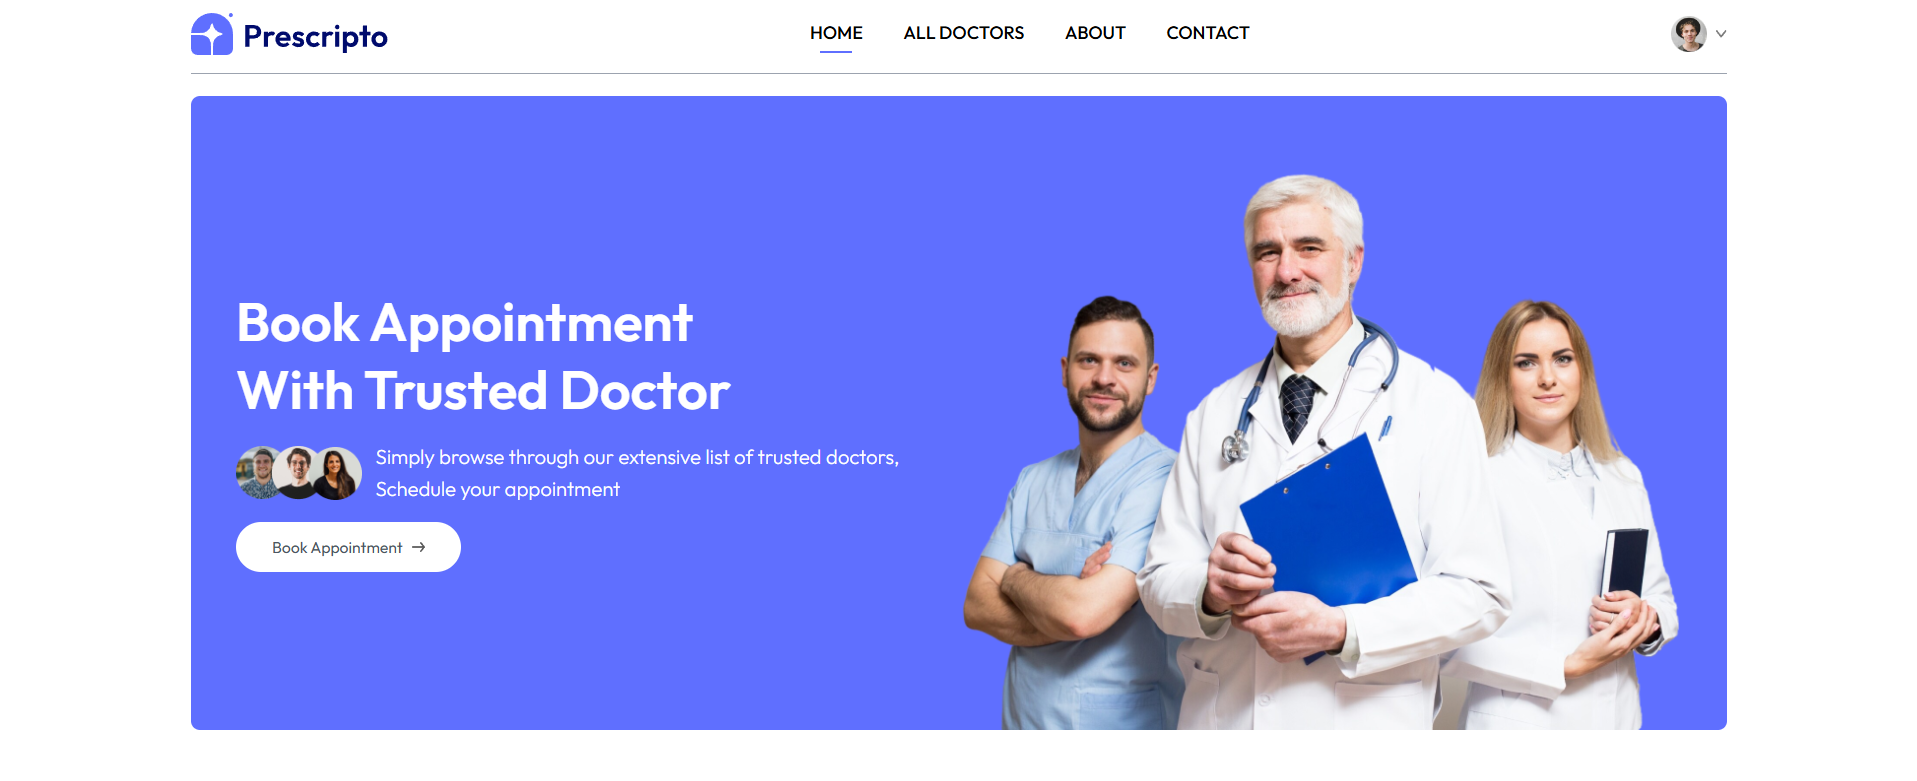 Prescripto
HOME
ALL DOCTORS
ABOUT
CONTACT
Book Appointment
With Trusted Doctor
Simply browse through our extensive list of trusted doctors,
Schedule your appointment
Book Appointment →